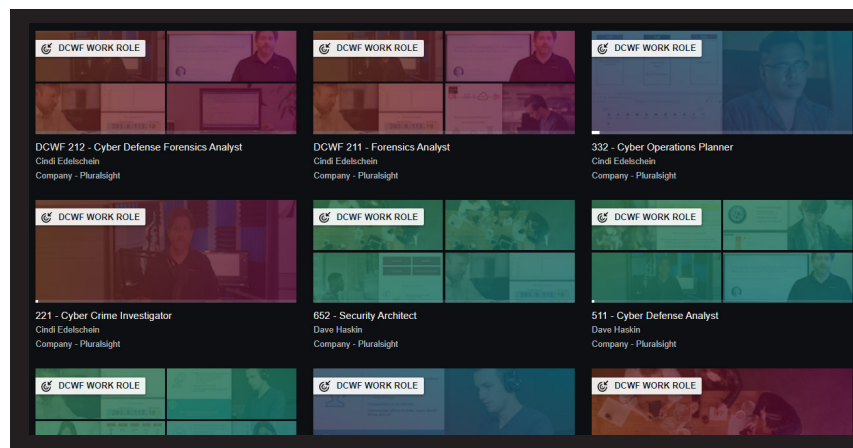 DCWF WORK ROLE
DCWF WORK ROLE
DCWF WORK ROLE
DCWF 212 - Cyber Defense Forensics Analyst
Cindi Edelschein
Company - Pluralsight
DCWF 211 - Forensics Analyst
Cindi Edelschein
Company - Pluralsight
332 - Cyber Operations Planner
Cindi Edelschein
Company - Pluralsight
DCWF WORK ROLE
DCWF WORK ROLE
DCWF WORK ROLE
221 - Cyber Crime Investigator
Cindi Edelschein
Company - Pluralsight
652 - Security Architect
Dave Haskin
Company - Pluralsight
511 - Cyber Defense Analyst
Dave Haskin
Company - Pluralsight
DCWF WORK ROLE
DCWF WORK ROLE
DCWF WORK ROLE